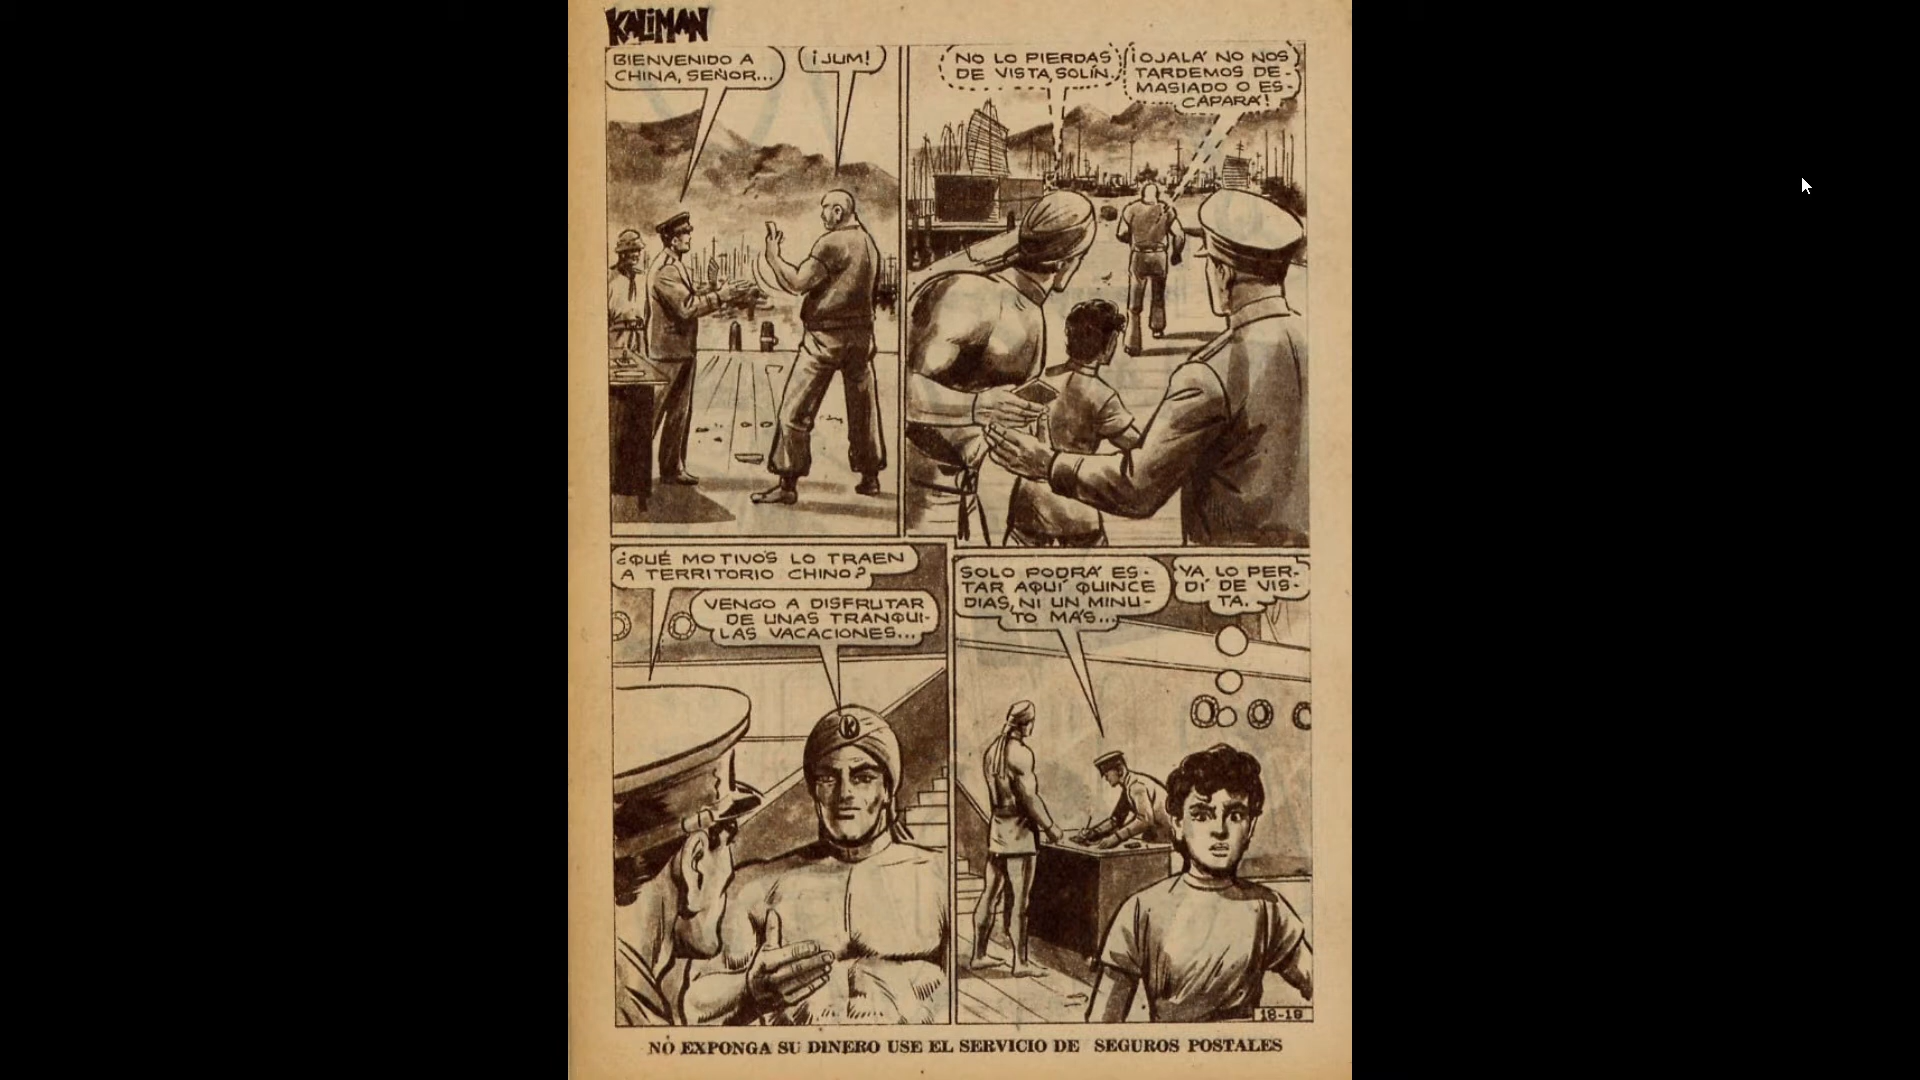 KALIMAN
BIENVENIDO A
CHINA, SEÑOR...
¡JUM!
NO LO PIERDAS
DE VISTA, SOLÍN.
¡OJALÁ NO NOS
TARDEMOS DE-
MASIADO O ES-
CAPARÁ!
¿QUÉ MOTIVOS LO TRAEN
A TERRITORIO CHINO?
VENGO A DISFRUTAR
DE UNAS TRANQUI-
LAS VACACIONES...
K
SOLO PODRÁ ES-
TAR AQUÍ QUINCE
DIAS, NI UN MINU-
TO MÁS...
YA LO PER-
DÍ DE VIS-
TA.
18-19
NO EXPONGA SU DINERO USE EL SERVICIO DE SEGUROS POSTALES